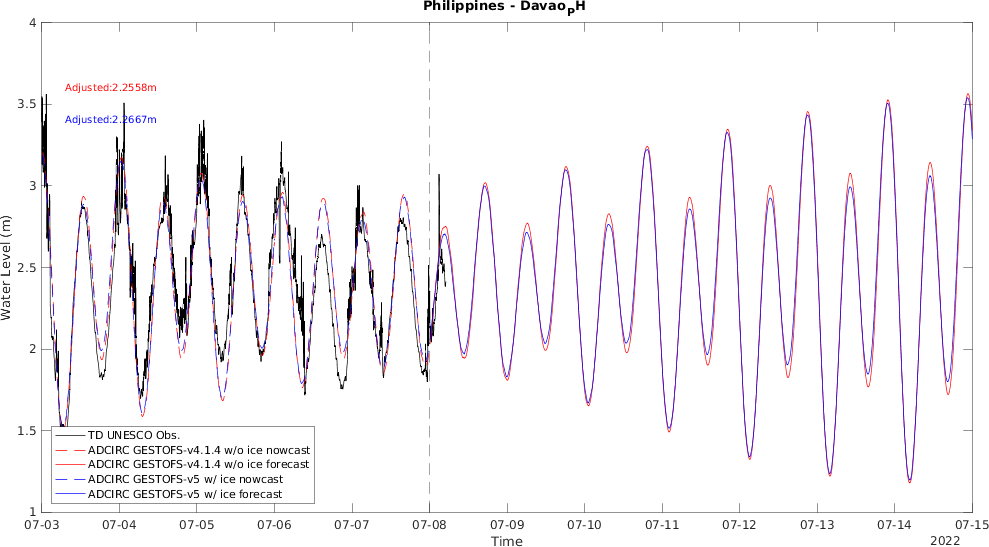 Philippines - Davao_PH
4
3.5
3
2.5
2
1.5
1
Water Level (m)
Adjusted:2.2558m
Adjusted:2.2667m
TD UNESCO Obs.
ADCIRC GESTOFS-v4.1.4 w/o ice nowcast
ADCIRC GESTOFS-v4.1.4 w/o ice forecast
ADCIRC GESTOFS-v5 w/ ice nowcast
ADCIRC GESTOFS-v5 w/ ice forecast
07-03 07-04 07-05 07-06 07-07 07-08 07-09 07-10 07-11 07-12 07-13 07-14 07-15
Time
2022